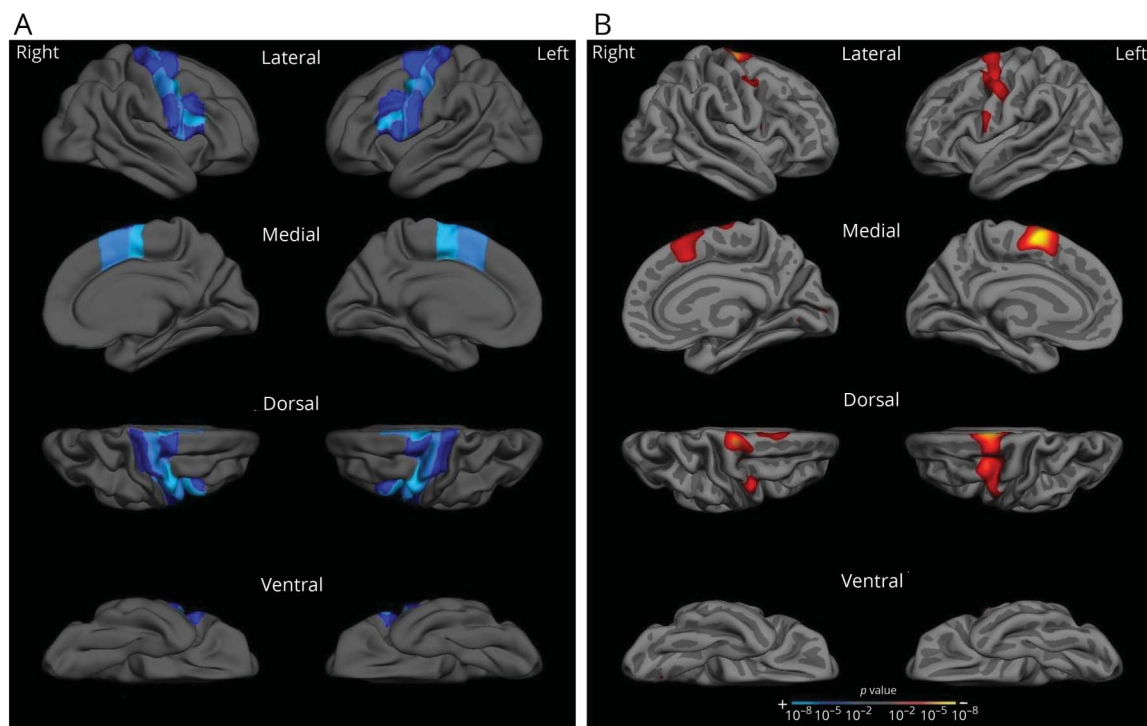 A
Right
Lateral
Left
Medial
Dorsal
Ventral
B
Right
Lateral
Left
Medial
Dorsal
Ventral
p value
+ 10⁻⁸ 10⁻⁵ 10⁻² 10⁻² 10⁻⁵ 10⁻⁸ −